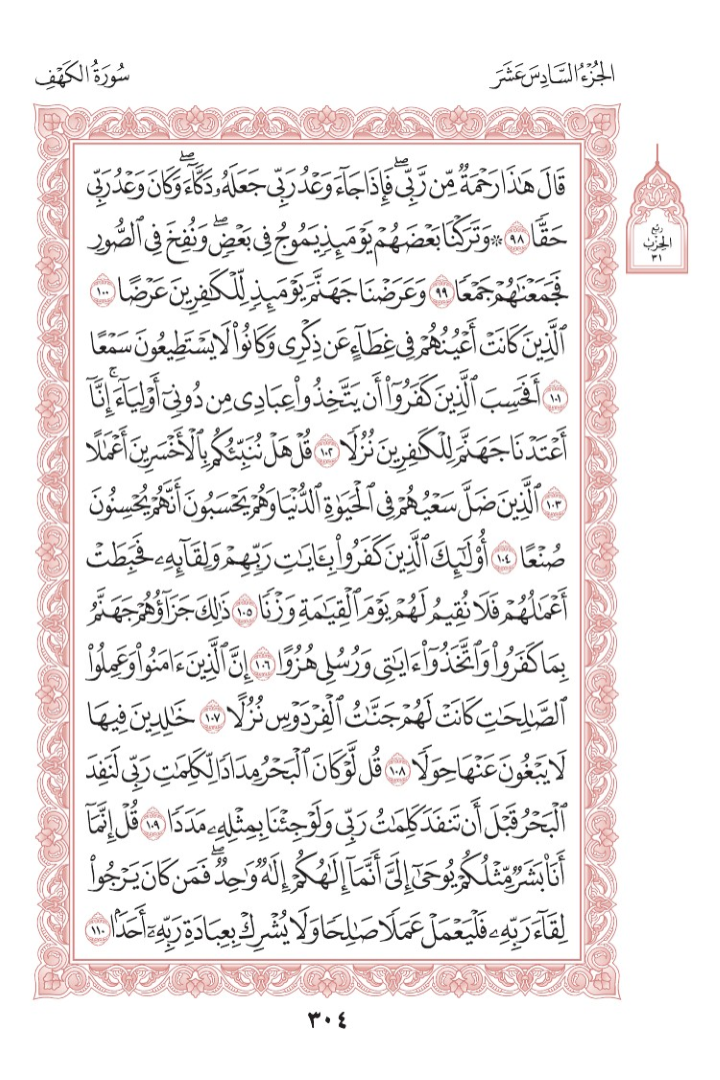 الجُزْءُ السَّادِسَ عَشَرَ
سُورَةُ الكَهْفِ
قَالَ هَٰذَا رَحْمَةٌ مِّن رَّبِّيۖ فَإِذَا جَآءَ وَعْدُ رَبِّي جَعَلَهُۥ دَكَّآءَۖ وَكَانَ وَعْدُ رَبِّي
حَقًّا ٩٨ ۞ وَتَرَكْنَا بَعْضَهُمْ يَوْمَئِذٍ يَمُوجُ فِي بَعْضٍۖ وَنُفِخَ فِي ٱلصُّورِ
فَجَمَعْنَٰهُمْ جَمْعًا ٩٩ وَعَرَضْنَا جَهَنَّمَ يَوْمَئِذٍ لِّلْكَٰفِرِينَ عَرْضًا ١٠٠
ٱلَّذِينَ كَانَتْ أَعْيُنُهُمْ فِي غِطَآءٍ عَن ذِكْرِي وَكَانُوا۟ لَا يَسْتَطِيعُونَ سَمْعًا
١٠١ أَفَحَسِبَ ٱلَّذِينَ كَفَرُوٓا۟ أَن يَتَّخِذُوا۟ عِبَادِي مِن دُونِيٓ أَوْلِيَآءَۚ إِنَّآ
أَعْتَدْنَا جَهَنَّمَ لِلْكَٰفِرِينَ نُزُلًا ١٠٢ قُلْ هَلْ نُنَبِّئُكُم بِٱلْأَخْسَرِينَ أَعْمَٰلًا
١٠٣ ٱلَّذِينَ ضَلَّ سَعْيُهُمْ فِي ٱلْحَيَوٰةِ ٱلدُّنْيَا وَهُمْ يَحْسَبُونَ أَنَّهُمْ يُحْسِنُونَ
صُنْعًا ١٠٤ أُو۟لَٰٓئِكَ ٱلَّذِينَ كَفَرُوا۟ بِـَٔايَٰتِ رَبِّهِمْ وَلِقَآئِهِۦ فَحَبِطَتْ
أَعْمَٰلُهُمْ فَلَا نُقِيمُ لَهُمْ يَوْمَ ٱلْقِيَٰمَةِ وَزْنًا ١٠٥ ذَٰلِكَ جَزَآؤُهُمْ جَهَنَّمُ
بِمَا كَفَرُوا۟ وَٱتَّخَذُوٓا۟ ءَايَٰتِي وَرُسُلِي هُزُوًا ١٠٦ إِنَّ ٱلَّذِينَ ءَامَنُوا۟ وَعَمِلُوا۟
ٱلصَّٰلِحَٰتِ كَانَتْ لَهُمْ جَنَّٰتُ ٱلْفِرْدَوْسِ نُزُلًا ١٠٧ خَٰلِدِينَ فِيهَا
لَا يَبْغُونَ عَنْهَا حِوَلًا ١٠٨ قُل لَّوْ كَانَ ٱلْبَحْرُ مِدَادًا لِّكَلِمَٰتِ رَبِّي لَنَفِدَ
ٱلْبَحْرُ قَبْلَ أَن تَنفَدَ كَلِمَٰتُ رَبِّي وَلَوْ جِئْنَا بِمِثْلِهِۦ مَدَدًا ١٠٩ قُلْ إِنَّمَآ
أَنَا۠ بَشَرٌ مِّثْلُكُمْ يُوحَىٰٓ إِلَيَّ أَنَّمَآ إِلَٰهُكُمْ إِلَٰهٌ وَٰحِدٌۖ فَمَن كَانَ يَرْجُوا۟
لِقَآءَ رَبِّهِۦ فَلْيَعْمَلْ عَمَلًا صَٰلِحًا وَلَا يُشْرِكْ بِعِبَادَةِ رَبِّهِۦٓ أَحَدًۢا ١١٠
ربع
الحِزْب
٣١
٣٠٤